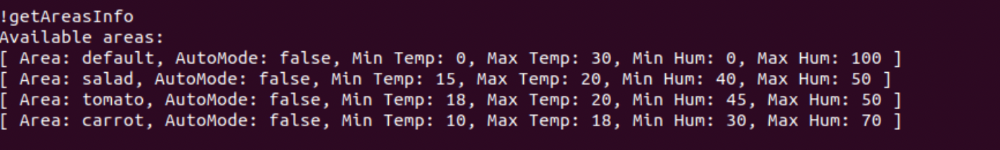 !getAreasInfo
Available areas:
[ Area: default, AutoMode: false, Min Temp: 0, Max Temp: 30, Min Hum: 0, Max Hum: 100 ]
[ Area: salad, AutoMode: false, Min Temp: 15, Max Temp: 20, Min Hum: 40, Max Hum: 50 ]
[ Area: tomato, AutoMode: false, Min Temp: 18, Max Temp: 20, Min Hum: 45, Max Hum: 50 ]
[ Area: carrot, AutoMode: false, Min Temp: 10, Max Temp: 18, Min Hum: 30, Max Hum: 70 ]